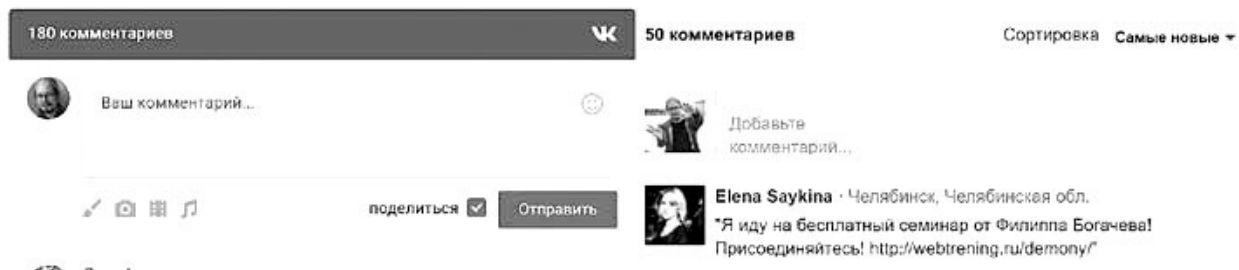 180 комментариев
Ваш комментарий...
поделиться
Отправить
50 комментариев
Сортировка Самые новые
Добавьте
комментарий...
Elena Saykina · Челябинск, Челябинская обл.
"Я иду на бесплатный семинар от Филиппа Богачева!
Присоединяйтесь! http://webtrening.ru/demony/"